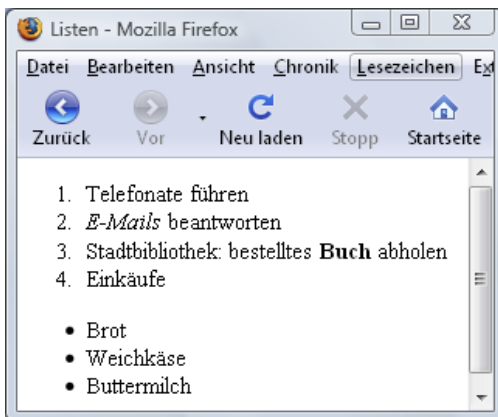 Listen - Mozilla Firefox
Datei Bearbeiten Ansicht Chronik Lesezeichen Ext
Zurück Vor Neu laden Stopp Startseite
1. Telefonate führen
2. E-Mails beantworten
3. Stadtbibliothek: bestelltes Buch abholen
4. Einkäufe
• Brot
• Weichkäse
• Buttermilch